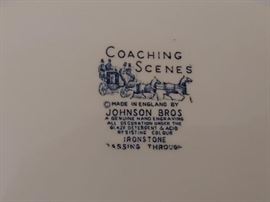 COACHING
SCENES
© MADE IN ENGLAND BY
JOHNSON BROS
A GENUINE HAND ENGRAVING
ALL DECORATION UNDER THE
GLAZE DETERGENT & ACID
RESISTING COLOUR
IRONSTONE
PASSING THROUGH